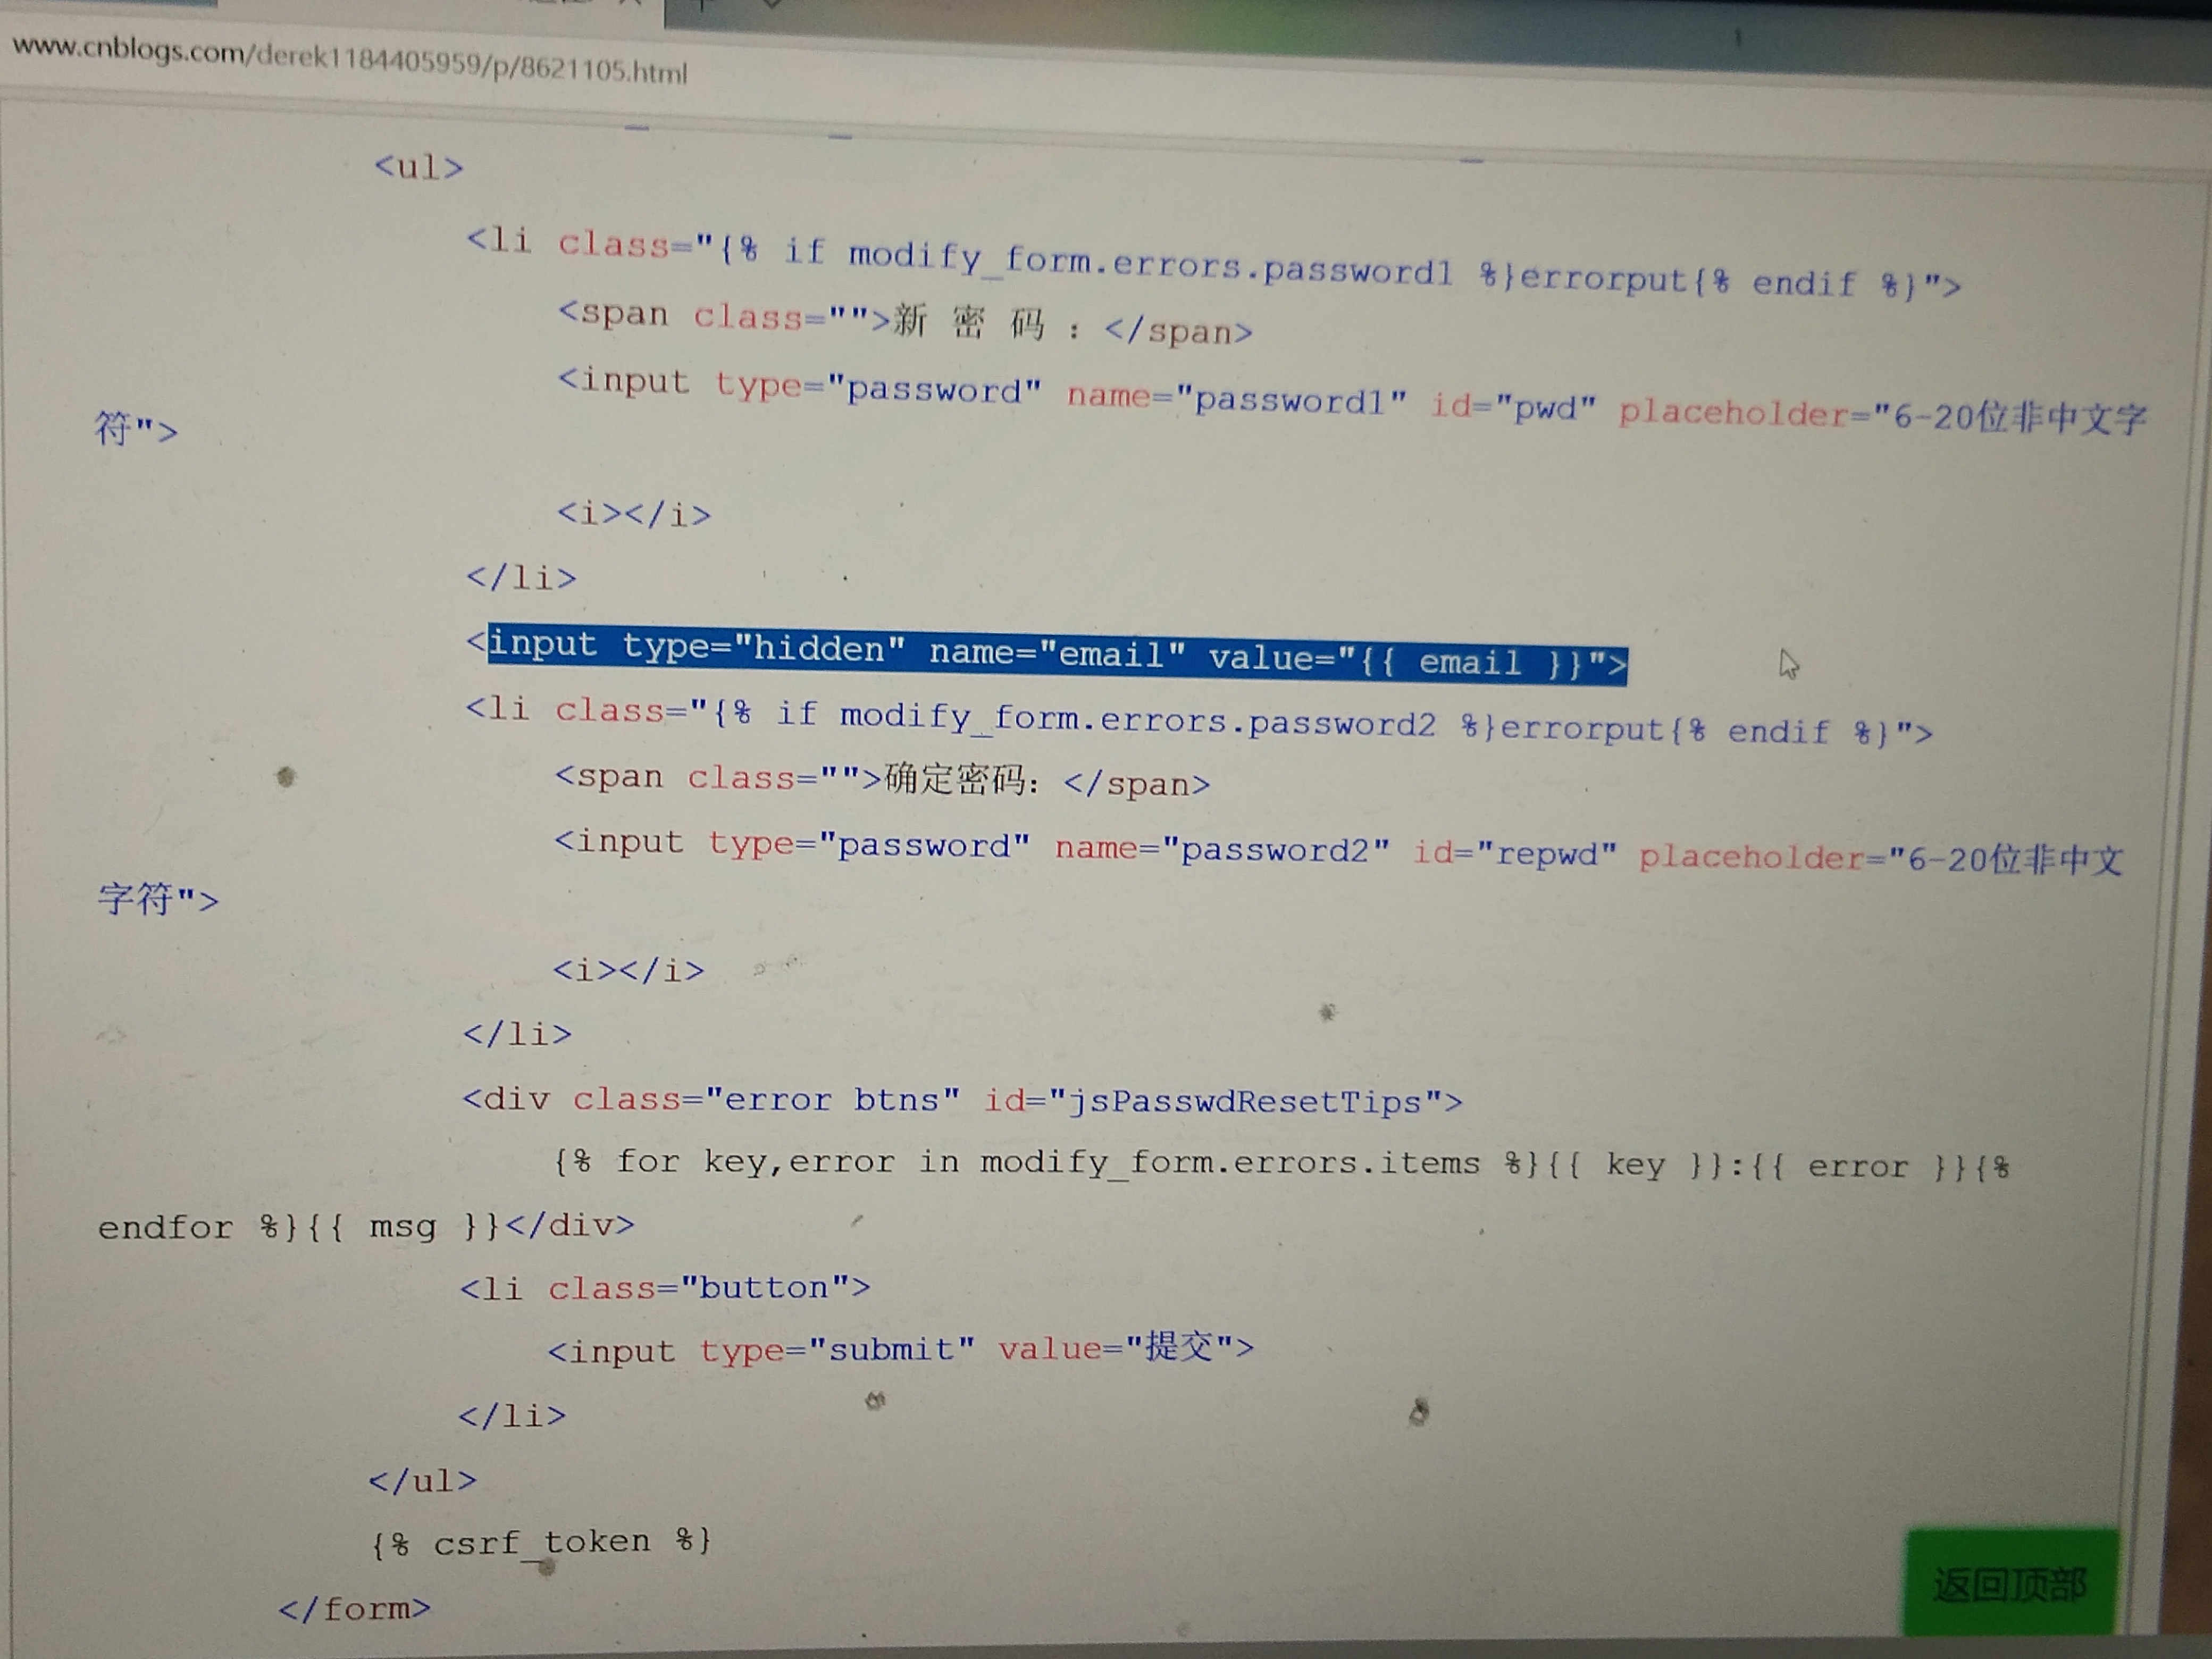 www.cnblogs.com/derek1184405959/p/8621105.html
<ul>
<li class="{% if modify_form.errors.password1 %}errorput{% endif %}">
<span class="">新 密 码 ：</span>
<input type="password" name="password1" id="pwd" placeholder="6-20位非中文字
符">
<i></i>
</li>
<input type="hidden" name="email" value="{{ email }}">
<li class="{% if modify_form.errors.password2 %}errorput{% endif %}">
<span class="">确定密码：</span>
<input type="password" name="password2" id="repwd" placeholder="6-20位非中文
字符">
<i></i>
</li>
<div class="error btns" id="jsPasswdResetTips">
{% for key,error in modify_form.errors.items %}{{ key }}:{{ error }}{%
endfor %}{{ msg }}</div>
<li class="button">
<input type="submit" value="提交">
</li>
</ul>
{% csrf_token %}
</form>
返回顶部